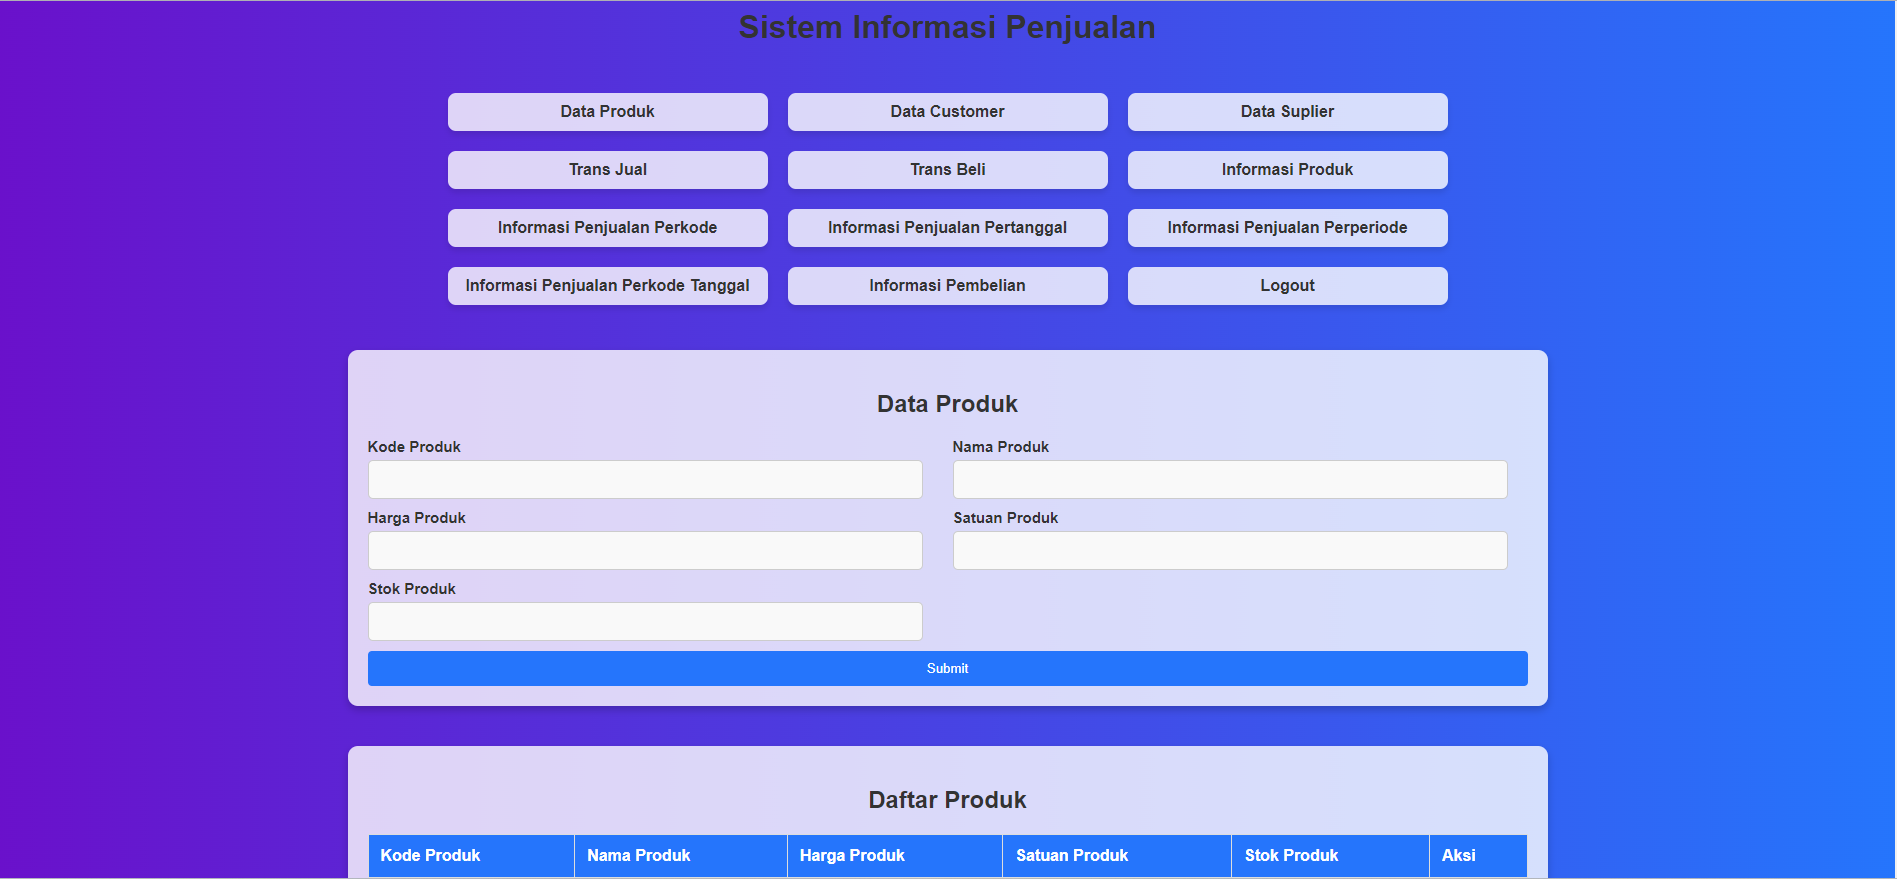 Sistem Informasi Penjualan
Data Produk
Data Customer
Data Suplier
Trans Jual
Trans Beli
Informasi Produk
Informasi Penjualan Perkode
Informasi Penjualan Pertanggal
Informasi Penjualan Perperiode
Informasi Penjualan Perkode Tanggal
Informasi Pembelian
Logout
Data Produk
Kode Produk
Nama Produk
Harga Produk
Satuan Produk
Stok Produk
Submit
Daftar Produk
Kode Produk Nama Produk Harga Produk Satuan Produk Stok Produk Aksi